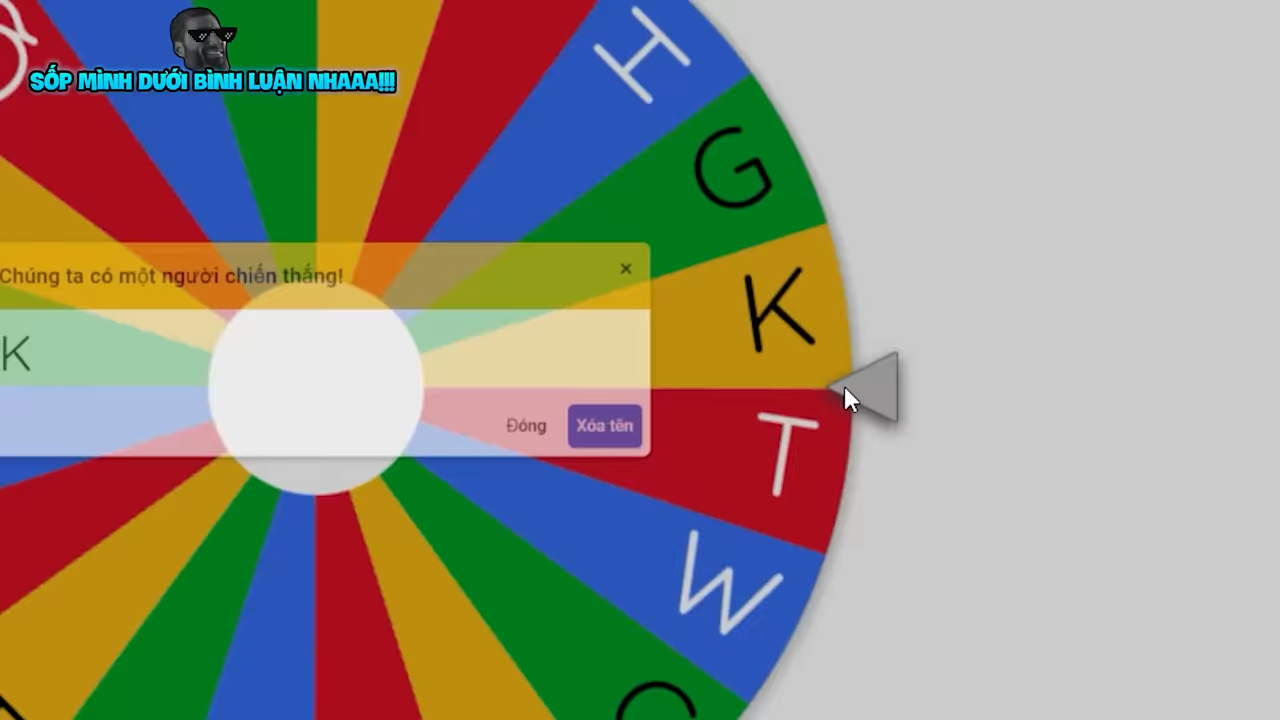 SỐP MÌNH DƯỚI BÌNH LUẬN NHAAA!!!
H
G
K
T
W
Chúng ta có một người chiến thắng!
K
Đóng
Xóa tên